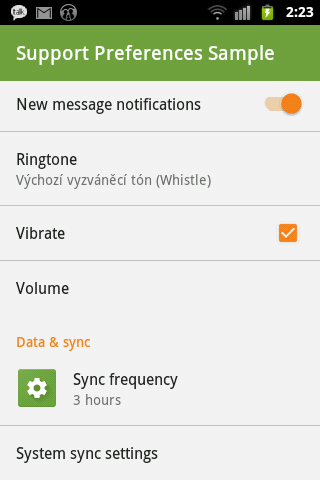 talk
2:23
Support Preferences Sample
New message notifications
Ringtone
Výchozí vyzváněcí tón (Whistle)
Vibrate
Volume
Data & sync
Sync frequency
3 hours
System sync settings